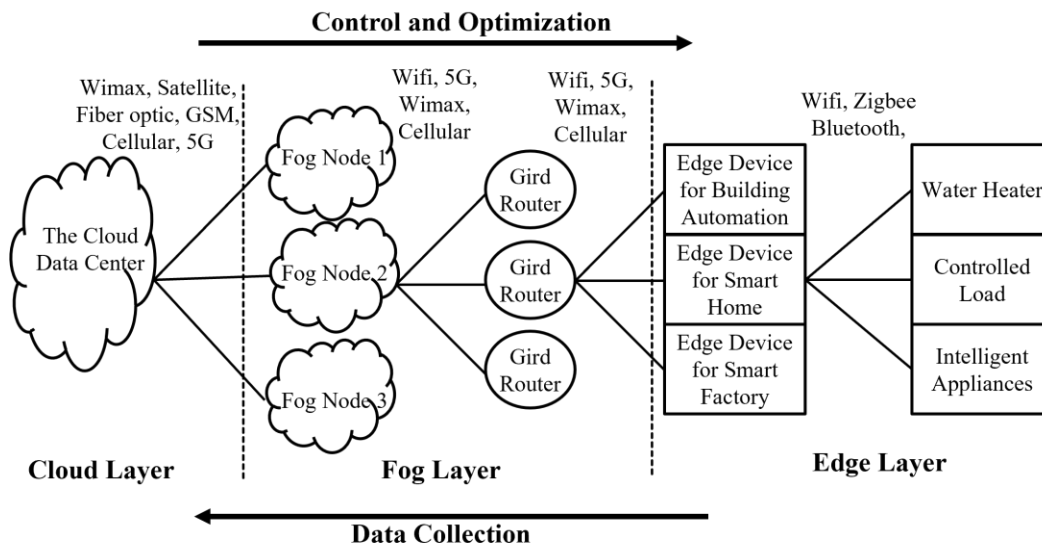 Control and Optimization
Wimax, Satellite,
Fiber optic, GSM,
Cellular, 5G
Wifi, 5G,
Wimax,
Cellular
Wifi, 5G,
Wimax,
Cellular
Wifi, Zigbee
Bluetooth,
The Cloud
Data Center
Fog Node 1
Fog Node 2
Fog Node 3
Gird
Router
Gird
Router
Gird
Router
Edge Device
for Building
Automation
Edge Device
for Smart
Home
Edge Device
for Smart
Factory
Water Heater
Controlled
Load
Intelligent
Appliances
Cloud Layer
Fog Layer
Edge Layer
Data Collection